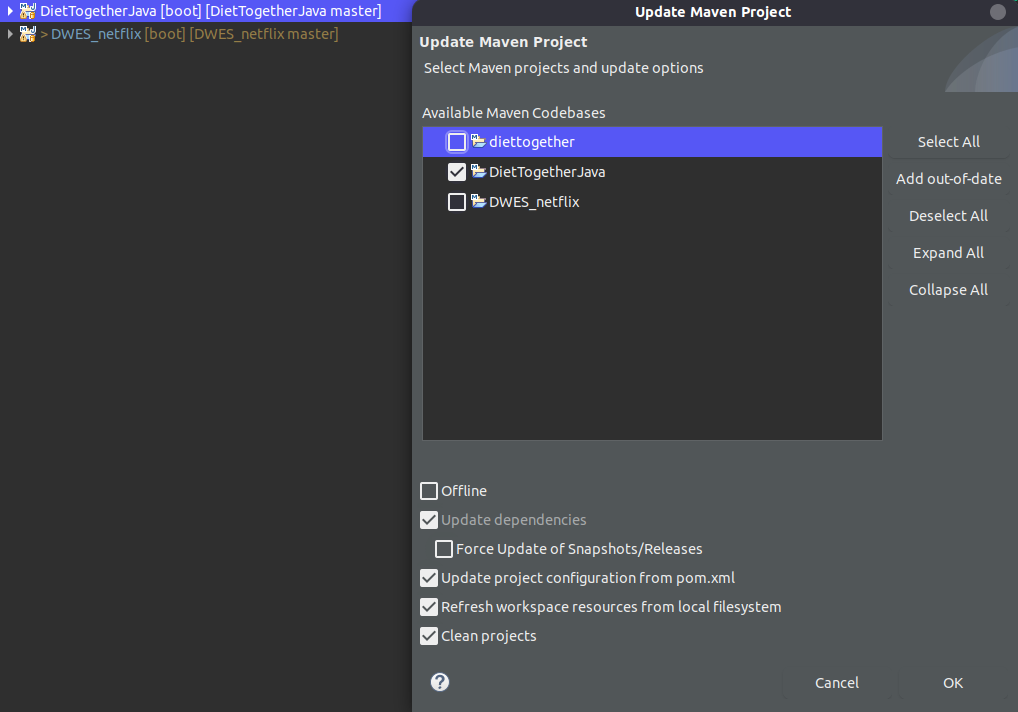 DietTogetherJava [boot] [DietTogetherJava master]
> DWES_netflix [boot] [DWES_netflix master]
Update Maven Project
Update Maven Project
Select Maven projects and update options
Available Maven Codebases
diettogether
DietTogetherJava
DWES_netflix
Select All
Add out-of-date
Deselect All
Expand All
Collapse All
Offline
Update dependencies
Force Update of Snapshots/Releases
Update project configuration from pom.xml
Refresh workspace resources from local filesystem
Clean projects
?
Cancel
OK